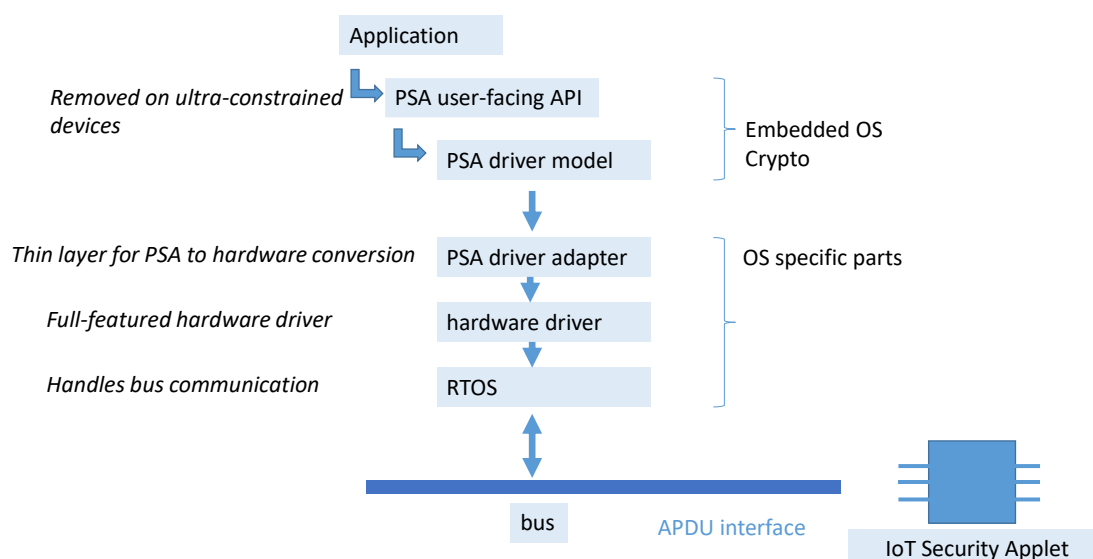 Application
Removed on ultra-constrained
devices
PSA user-facing API
PSA driver model
Embedded OS
Crypto
Thin layer for PSA to hardware conversion
PSA driver adapter
OS specific parts
Full-featured hardware driver
hardware driver
Handles bus communication
RTOS
bus
APDU interface
IoT Security Applet